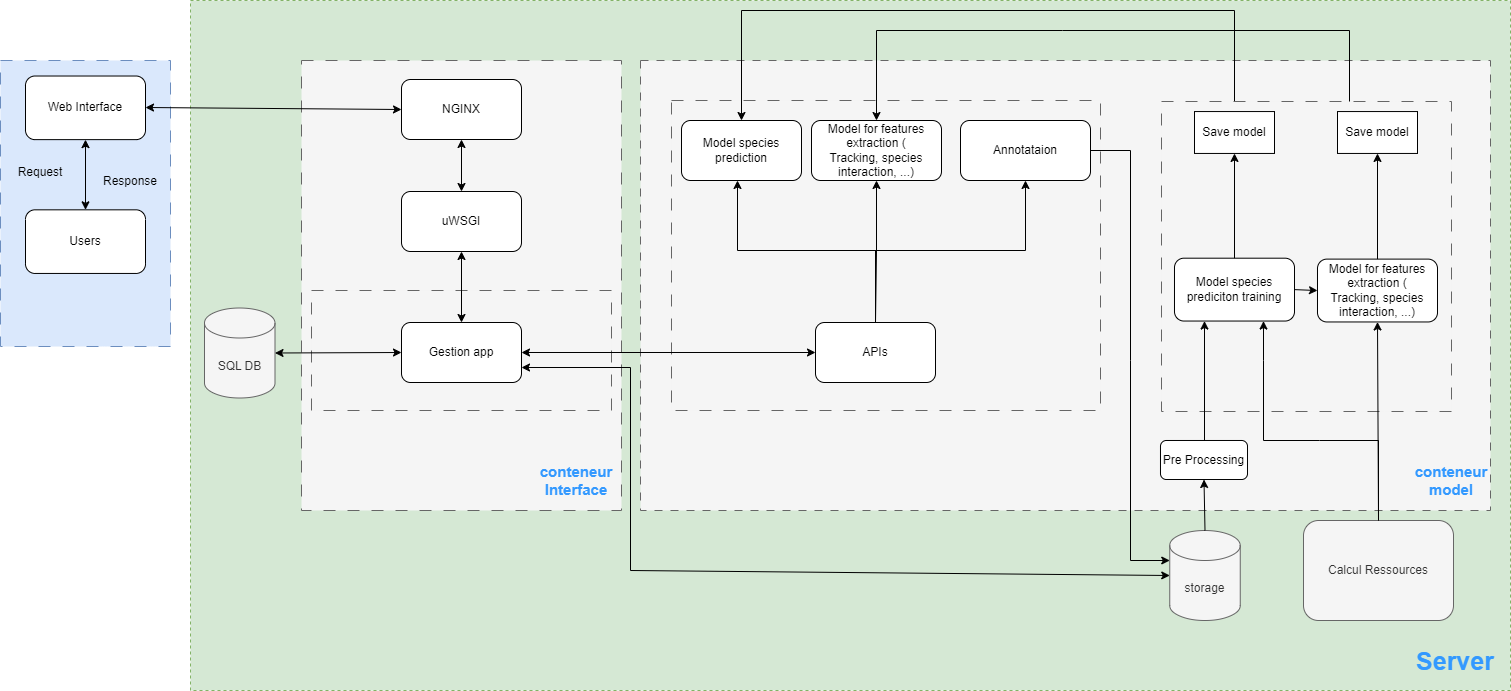 Web Interface
Request
Response
Users
NGINX
uWSGI
Gestion app
SQL DB
conteneur
Interface
Model species
prediction
Model for features
extraction (
Tracking, species
interaction, ...)
Annotataion
APIs
Save model
Save model
Model species
prediciton training
Model for features
extraction (
Tracking, species
interaction, ...)
Pre Processing
conteneur
model
storage
Calcul Ressources
Server